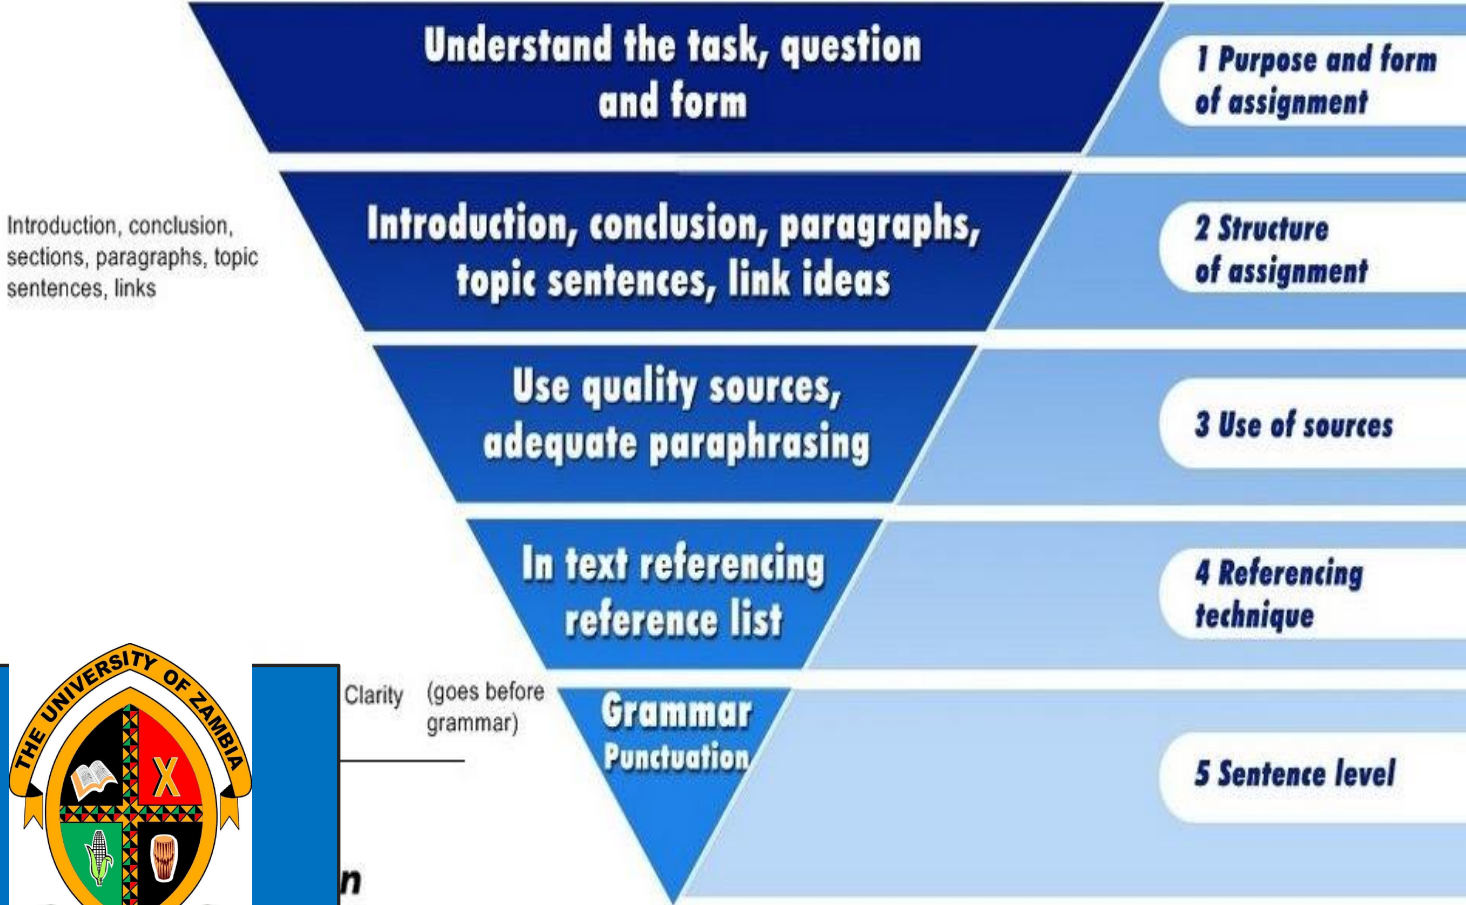 Understand the task, question
and form
1 Purpose and form
of assignment
Introduction, conclusion,
sections, paragraphs, topic
sentences, links
Introduction, conclusion, paragraphs,
topic sentences, link ideas
2 Structure
of assignment
Use quality sources,
adequate paraphrasing
3 Use of sources
In text referencing
reference list
4 Referencing
technique
Clarity (goes before
grammar)
Grammar
Punctuation
5 Sentence level
THE UNIVERSITY OF ZAMBIA
n